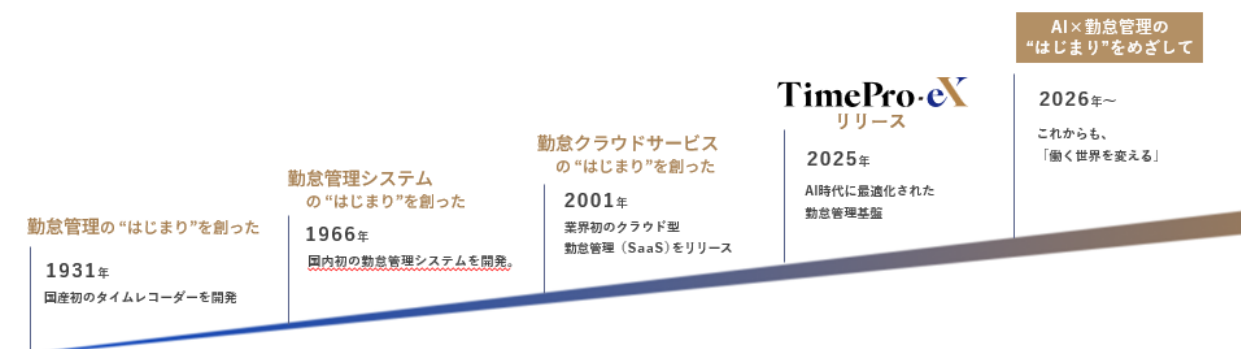 勤怠管理の “はじまり”を創った
1931年
国産初のタイムレコーダーを開発
勤怠管理システム
の “はじまり”を創った
1966年
国内初の勤怠管理システムを開発。
勤怠クラウドサービス
の “はじまり”を創った
2001年
業界初のクラウド型
勤怠管理（SaaS）をリリース
TimePro-eX
リリース
2025年
AI時代に最適化された
勤怠管理基盤
AI×勤怠管理の
“はじまり”をめざして
2026年～
これからも、
「働く世界を変える」